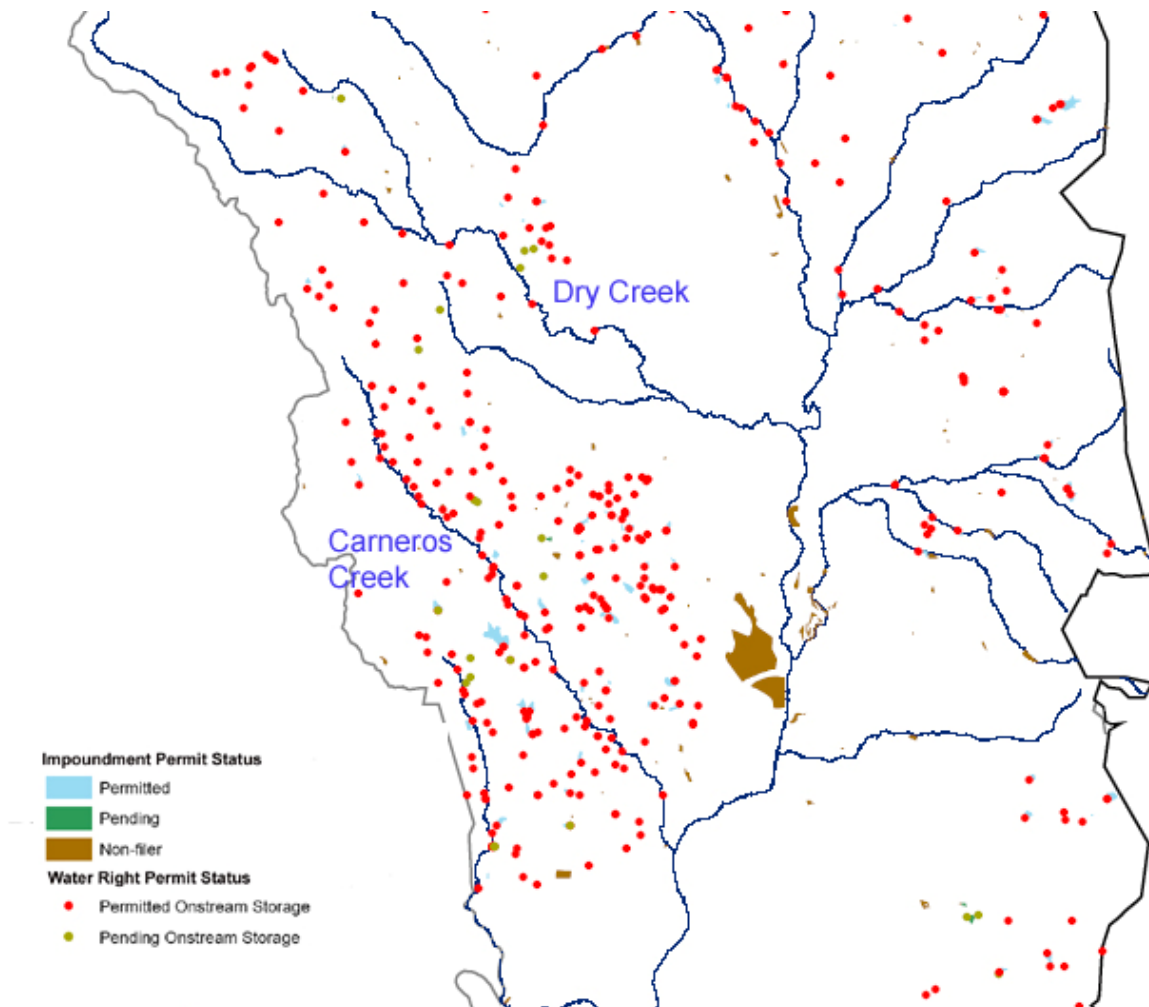 Dry Creek
Carneros
Creek
Impoundment Permit Status
Permitted
Pending
Non-filer
Water Right Permit Status
Permitted Onstream Storage
Pending Onstream Storage